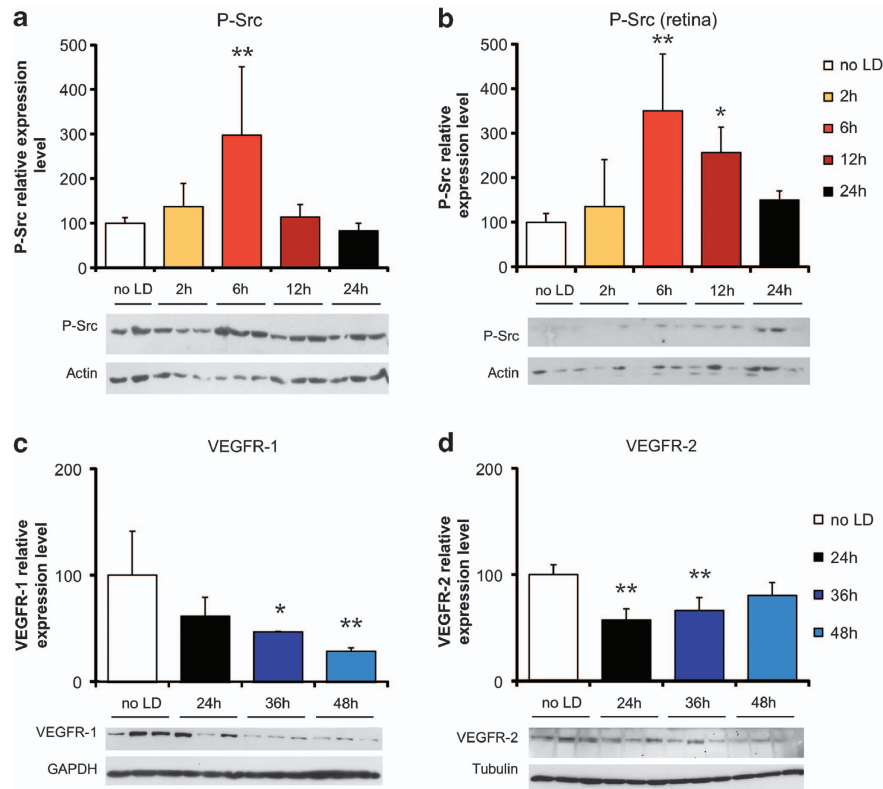 a
P-Src
P-Src relative expression
level
500
400
300
200
100
0
**
no LD 2h 6h 12h 24h
P-Src
Actin
b
P-Src (retina)
P-Src relative
expression level
500
400
300
200
100
0
**
*
no LD 2h 6h 12h 24h
P-Src
Actin
no LD
2h
6h
12h
24h
c
VEGFR-1
VEGFR-1 relative
expression level
200
100
0
*
**
no LD 24h 36h 48h
VEGFR-1
GAPDH
d
VEGFR-2
VEGFR-2 relative
expression level
200
100
0
**
**
no LD 24h 36h 48h
VEGFR-2
Tubulin
no LD
24h
36h
48h